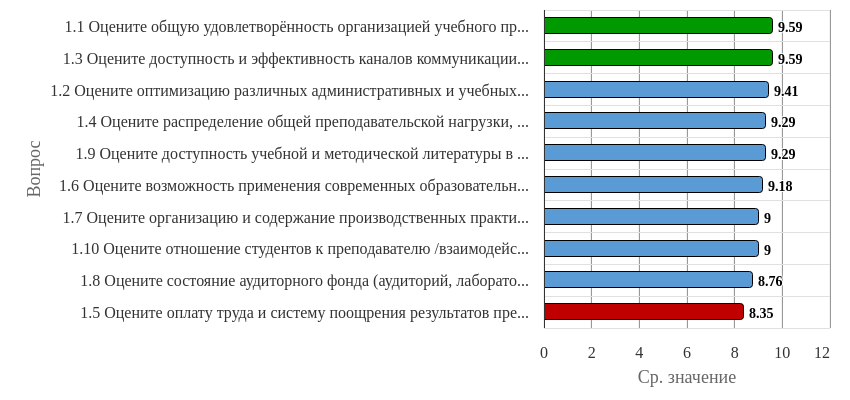 1.1 Оцените общую удовлетворённость организацией учебного пр... 9.59
1.3 Оцените доступность и эффективность каналов коммуникации... 9.59
1.2 Оцените оптимизацию различных административных и учебных... 9.41
1.4 Оцените распределение общей преподавательской нагрузки, ... 9.29
1.9 Оцените доступность учебной и методической литературы в ... 9.29
1.6 Оцените возможность применения современных образовательн... 9.18
1.7 Оцените организацию и содержание производственных практи... 9
1.10 Оцените отношение студентов к преподавателю /взаимодейс... 9
1.8 Оцените состояние аудиторного фонда (аудиторий, лаборато... 8.76
1.5 Оцените оплату труда и систему поощрения результатов пре... 8.35
Вопрос
0 2 4 6 8 10 12
Ср. значение